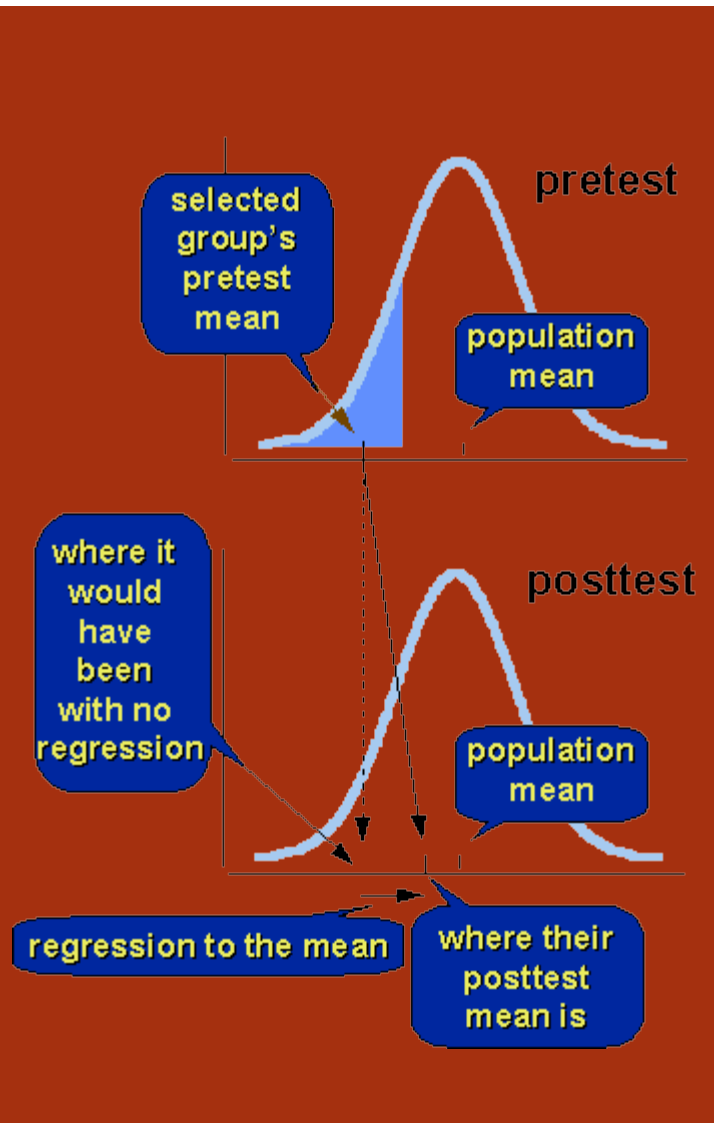 pretest
selected
group's
pretest
mean
population
mean
posttest
where it
would
have
been
with no
regression
population
mean
regression to the mean
where their
posttest
mean is